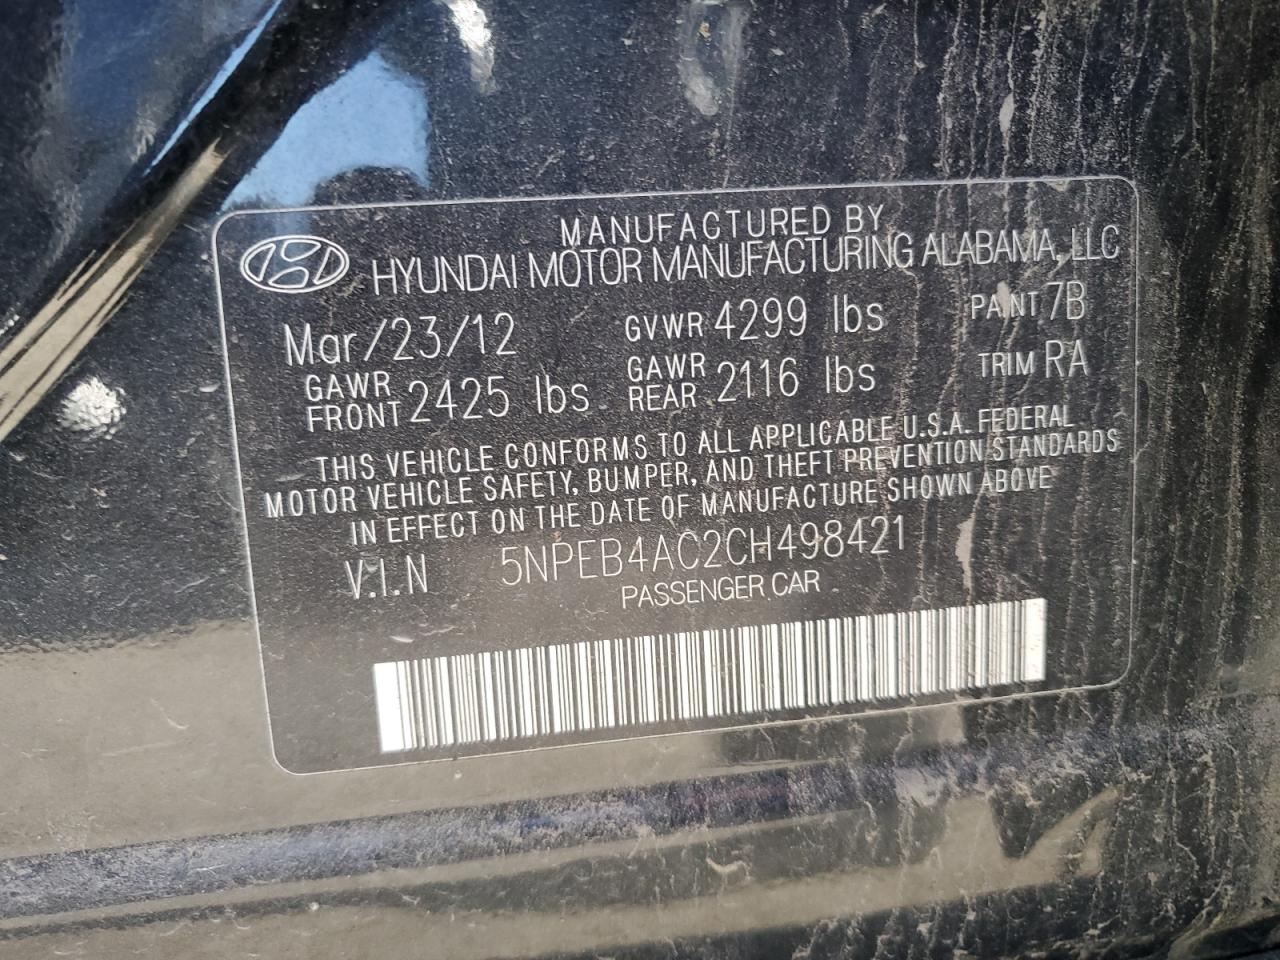 MANUFACTURED BY
HYUNDAI MOTOR MANUFACTURING ALABAMA, LLC
Mar/23/12 GVWR 4299 lbs PAINT 7B
GAWR FRONT 2425 lbs GAWR REAR 2116 lbs TRIM RA
THIS VEHICLE CONFORMS TO ALL APPLICABLE U.S.A. FEDERAL
MOTOR VEHICLE SAFETY, BUMPER, AND THEFT PREVENTION STANDARDS
IN EFFECT ON THE DATE OF MANUFACTURE SHOWN ABOVE
V.I.N 5NPEB4AC2CH498421
PASSENGER CAR